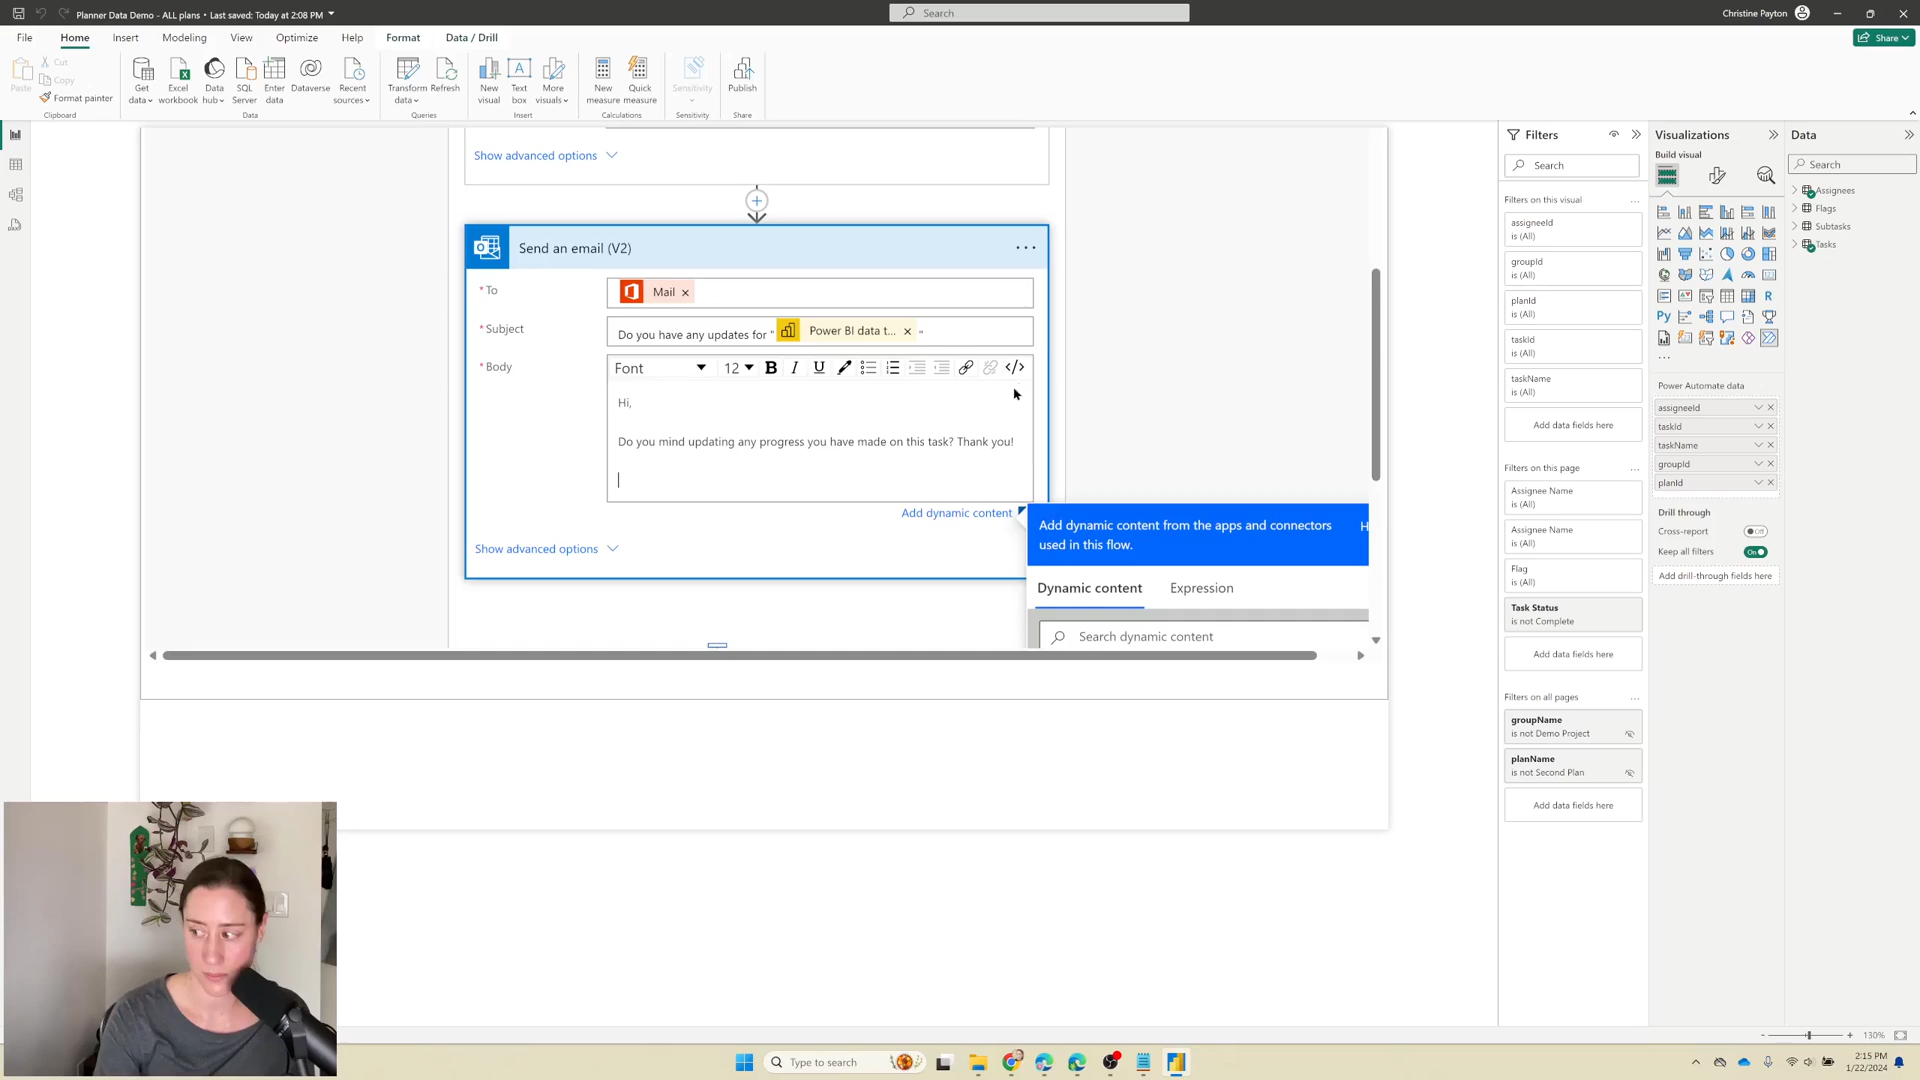 Planner Data Demo - ALL plans • Last saved: Today at 2:08 PM
Search
Christine Payton
File Home Insert Modeling View Optimize Help Format Data / Drill
Share
Paste
Cut
Copy
Format painter
Clipboard
Get data
Excel workbook
Data hub
SQL Server
Enter data
Dataverse
Recent sources
Data
Transform data
Refresh
Queries
New visual
Text box
More visuals
Insert
New measure
Quick measure
Calculations
Sensitivity
Sensitivity
Publish
Share
Show advanced options
Send an email (V2)
* To
Mail ×
* Subject
Do you have any updates for " Power BI data t... × "
* Body
Font 12
Hi,
Do you mind updating any progress you have made on this task? Thank you!
Add dynamic content
Show advanced options
Add dynamic content from the apps and connectors
used in this flow.
H
Dynamic content Expression
Search dynamic content
Filters
Search
Filters on this visual
assigneeId
is (All)
groupId
is (All)
planId
is (All)
taskId
is (All)
taskName
is (All)
Add data fields here
Filters on this page
Assignee Name
is (All)
Assignee Name
is (All)
Flag
is (All)
Task Status
is not Complete
Add data fields here
Filters on all pages
groupName
is not Demo Project
planName
is not Second Plan
Add data fields here
Visualizations
Build visual
R
Py
Power Automate data
assigneeId
taskId
taskName
groupId
planId
Drill through
Cross-report Off
Keep all filters On
Add drill-through fields here
Data
Search
Assignees
Flags
Subtasks
Tasks
130%
Type to search
2:15 PM
1/22/2024